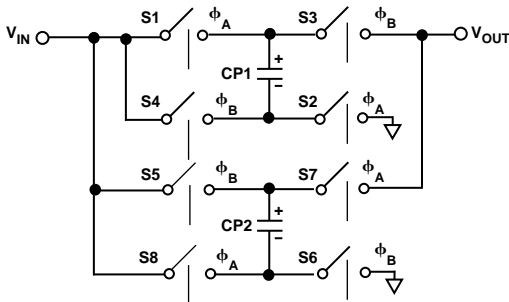 S1 ϕA S3 ϕB
VIN VOUT
+
CP1
−
S4 ϕB S2 ϕA
S5 ϕB S7 ϕA
+
CP2
−
S8 ϕA S6 ϕB